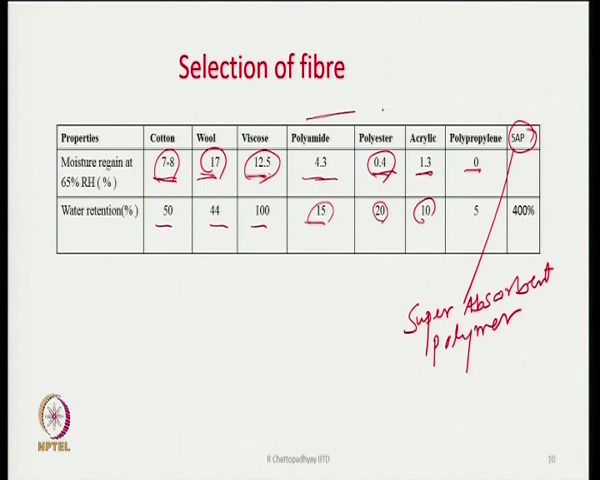 Selection of fibre
Properties Cotton Wool Viscose Polyamide Polyester Acrylic Polypropylene SAP
Moisture regain at 7-8 17 12.5 4.3 0.4 1.3 0
65% RH ( % )
Water retention(%) 50 44 100 15 20 10 5 400%
Super Absorbent
Polymer
NPTEL
R Chattopadhyay IITD
10